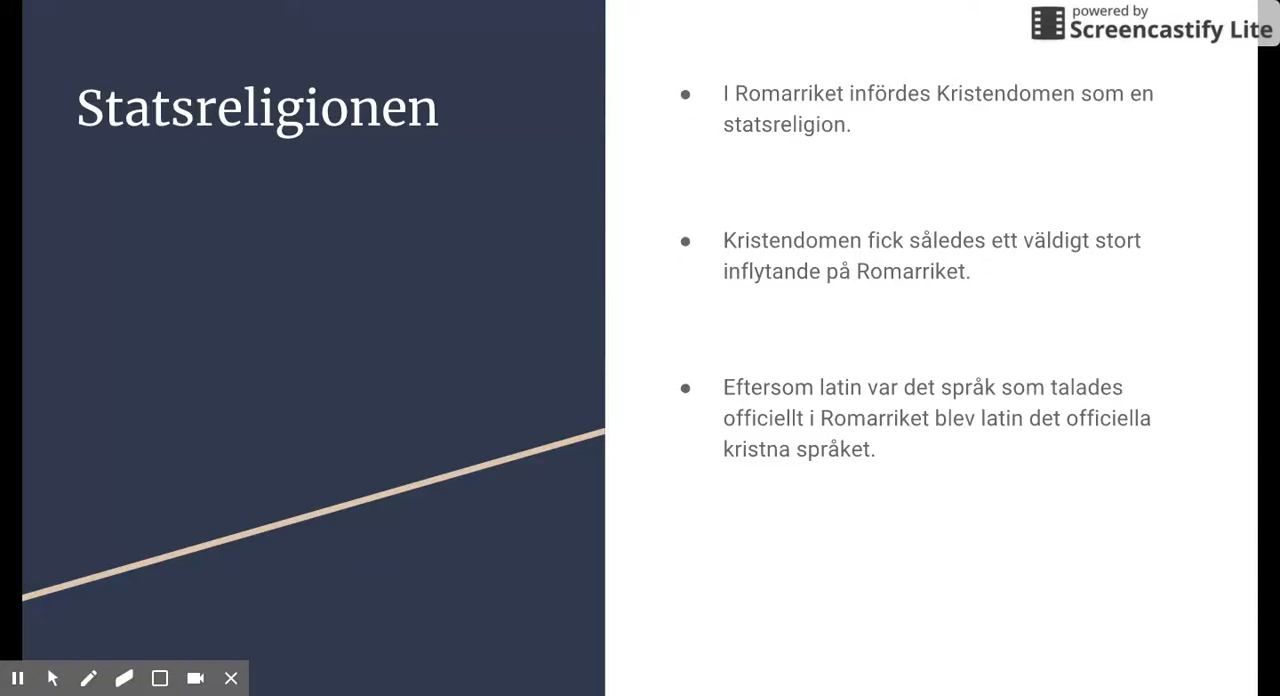 powered by
Screencastify Lite
Statsreligionen
● I Romarriket infördes Kristendomen som en
statsreligion.
● Kristendomen fick således ett väldigt stort
inflytande på Romarriket.
● Eftersom latin var det språk som talades
officiellt i Romarriket blev latin det officiella
kristna språket.